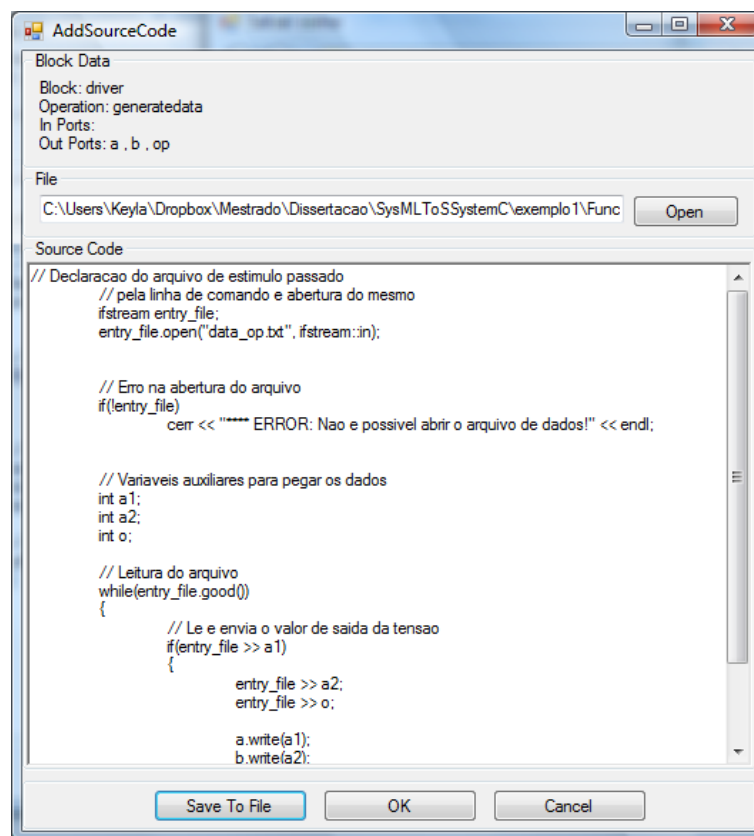 AddSourceCode
Block Data
Block: driver
Operation: generatedata
In Ports:
Out Ports: a , b , op
File
C:\Users\Keyla\Dropbox\Mestrado\Dissertacao\SysMLToSSystemC\exemplo1\Func
Open
Source Code
// Declaracao do arquivo de estimulo passado
// pela linha de comando e abertura do mesmo
ifstream entry_file;
entry_file.open("data_op.txt", ifstream::in);
// Erro na abertura do arquivo
if(!entry_file)
cerr << "**** ERROR: Nao e possivel abrir o arquivo de dados!" << endl;
// Variaveis auxiliares para pegar os dados
int a1;
int a2;
int o;
// Leitura do arquivo
while(entry_file.good())
{
// Le e envia o valor de saida da tensao
if(entry_file >> a1)
{
entry_file >> a2;
entry_file >> o;
a.write(a1);
b.write(a2);
Save To File
OK
Cancel